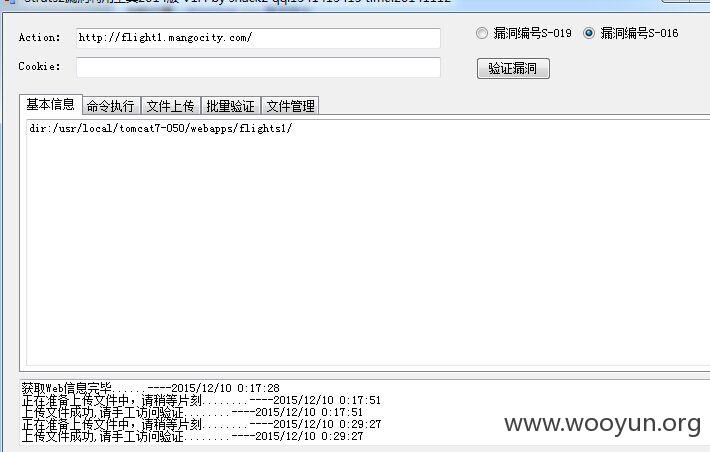 Action:
http://flight1.mangocity.com/
漏洞编号S-019
漏洞编号S-016
Cookie:
验证漏洞
基本信息
命令执行
文件上传
批量验证
文件管理
dir:/usr/local/tomcat7-050/webapps/flights1/
获取Web信息完毕......----2015/12/10 0:17:28
正在准备上传文件中,请稍等片刻........----2015/12/10 0:17:51
上传文件成功,请手工访问验证........----2015/12/10 0:17:51
正在准备上传文件中,请稍等片刻........----2015/12/10 0:29:27
上传文件成功,请手工访问验证........----2015/12/10 0:29:27
www.wooyun.org